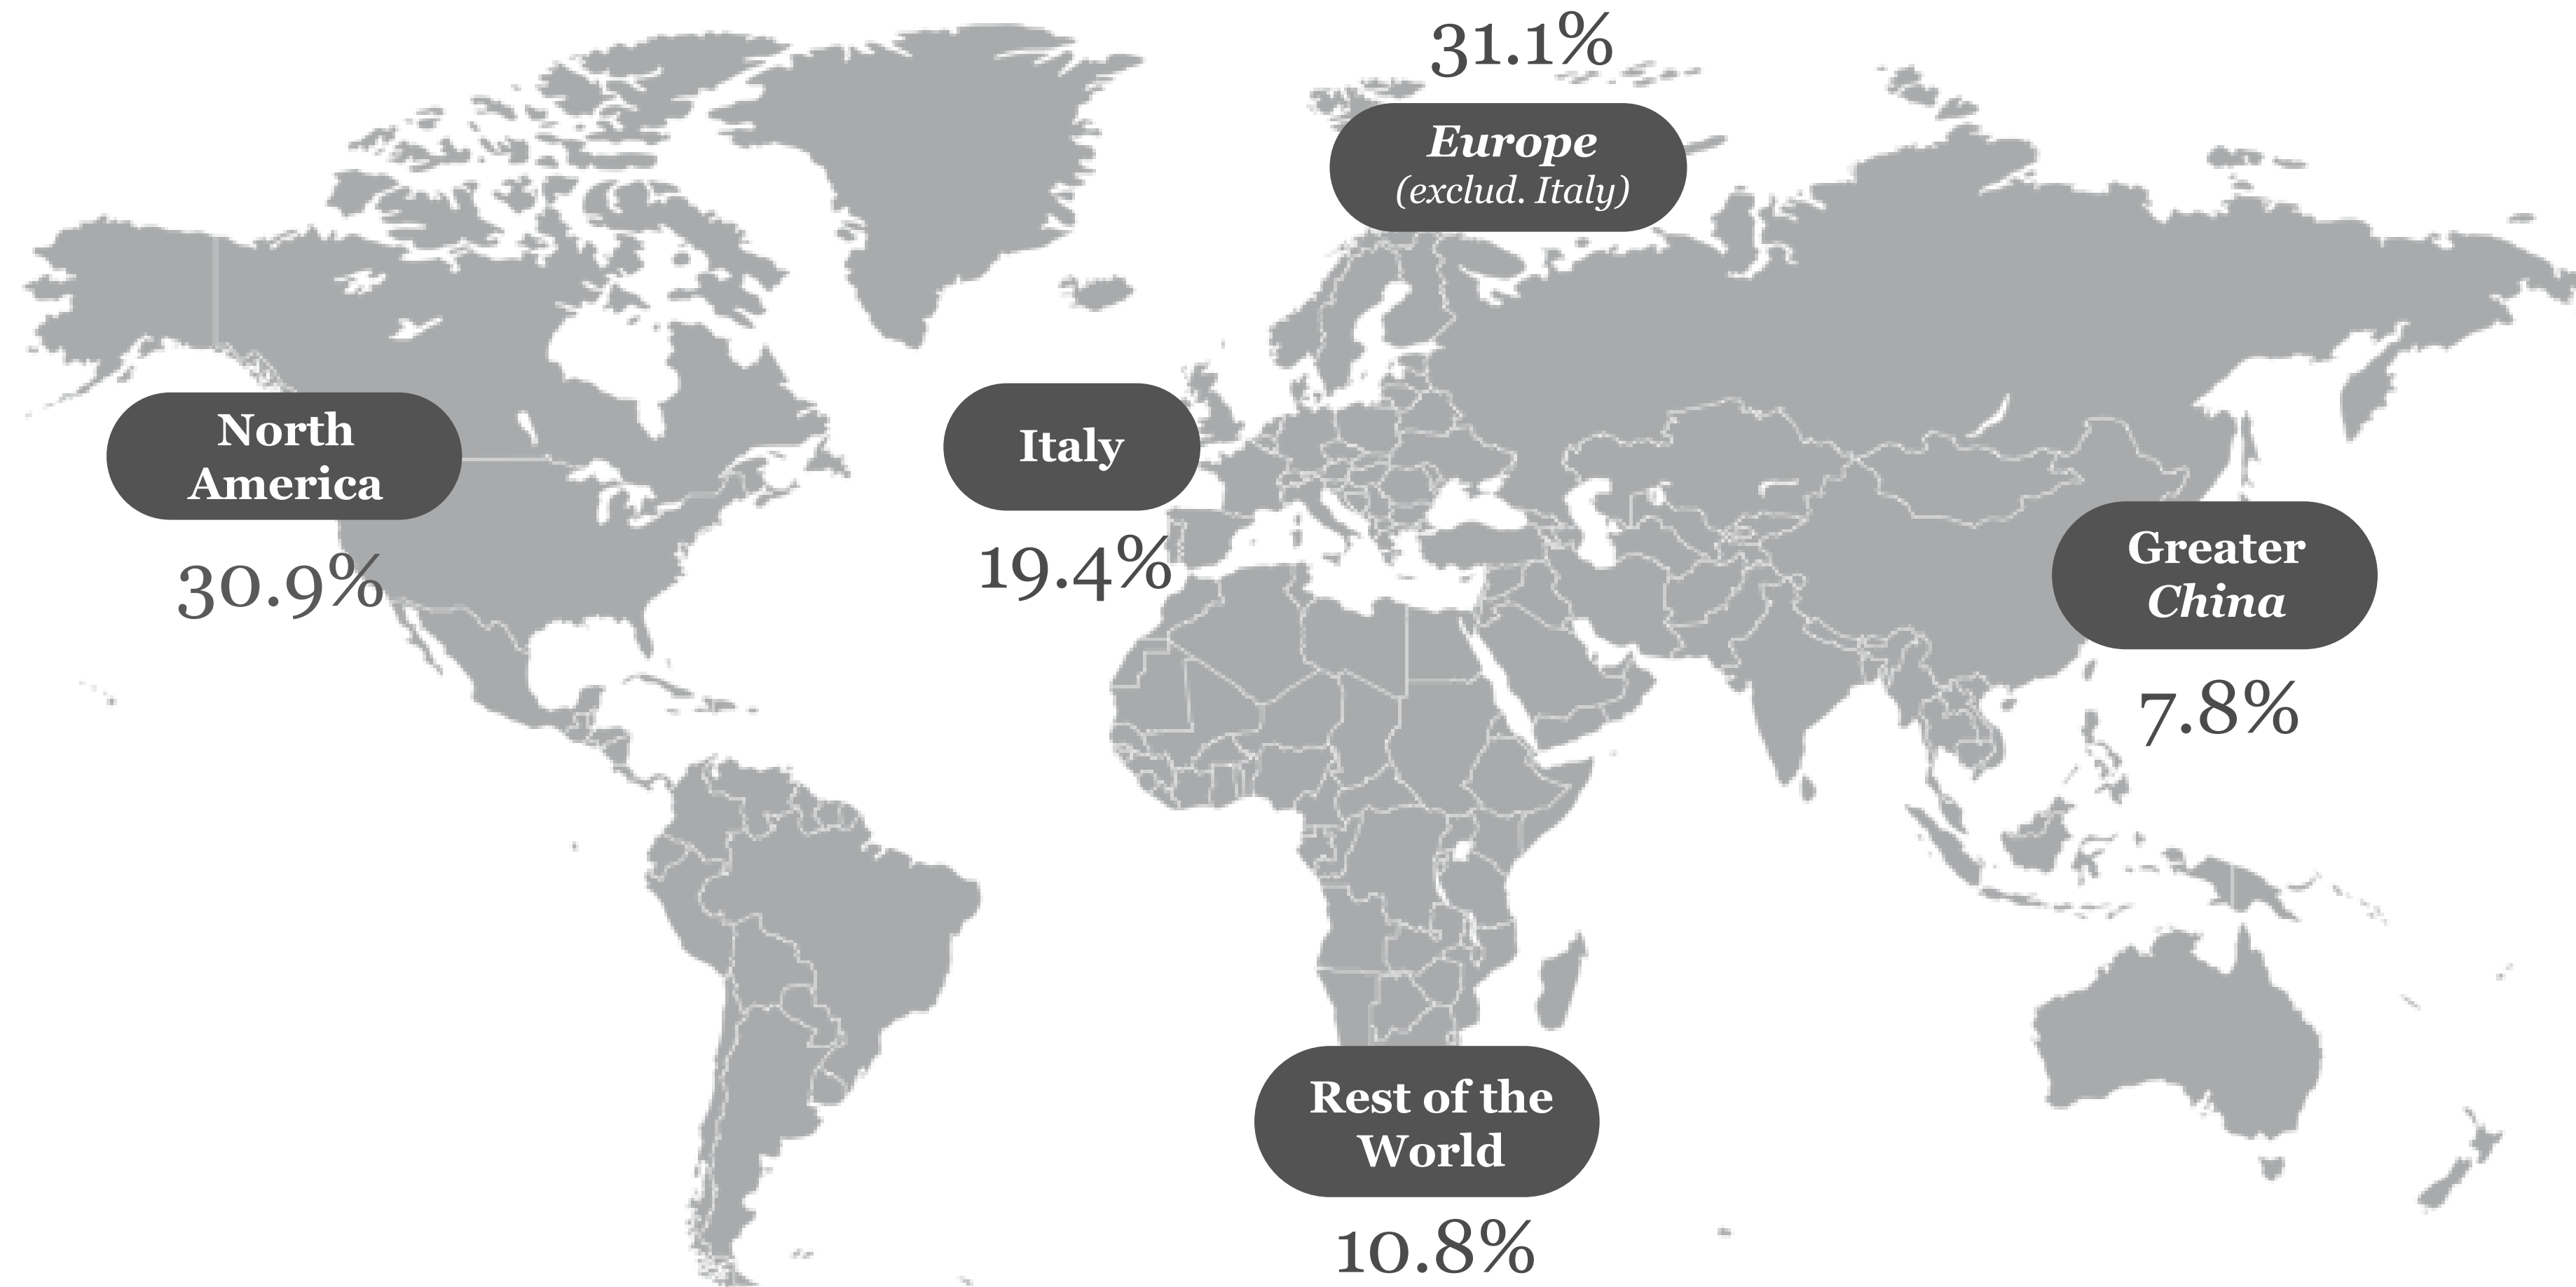 31.1%
Europe
(exclud. Italy)
North
America
30.9%
Italy
19.4%
Greater
China
7.8%
Rest of the
World
10.8%